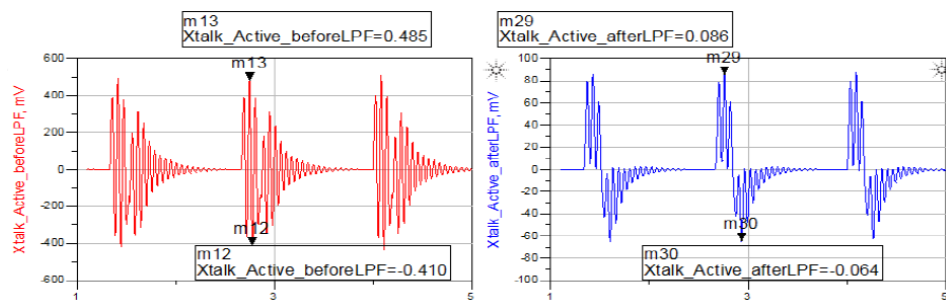 m13
Xtalk_Active_beforeLPF=0.485
m29
Xtalk_Active_afterLPF=0.086
Xtalk_Active_beforeLPF, mV
600
400
200
0
-200
-400
-600
m13
m12
m12
Xtalk_Active_beforeLPF=-0.410
1
3
5
Xtalk_Active_afterLPF, mV
100
80
60
40
20
0
-20
-40
-60
-80
-100
m29
m30
m30
Xtalk_Active_afterLPF=-0.064
1
3
5